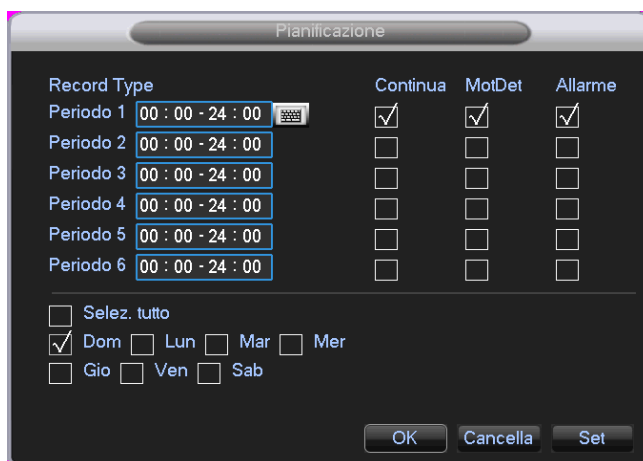 Pianificazione
Record Type Continua MotDet Allarme
Periodo 1 00 : 00 - 24 : 00
Periodo 2 00 : 00 - 24 : 00
Periodo 3 00 : 00 - 24 : 00
Periodo 4 00 : 00 - 24 : 00
Periodo 5 00 : 00 - 24 : 00
Periodo 6 00 : 00 - 24 : 00
Selez. tutto
Dom Lun Mar Mer
Gio Ven Sab
OK Cancella Set